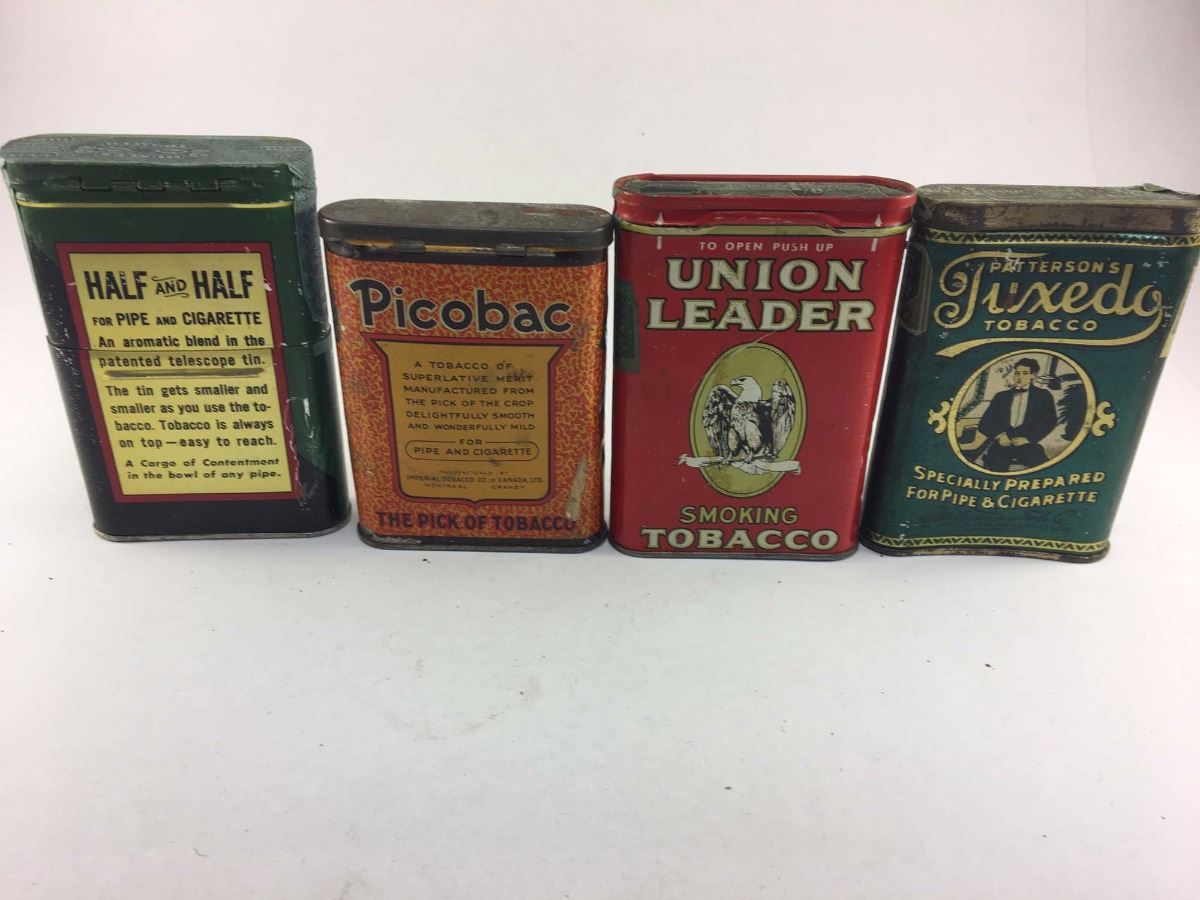 HALF AND HALF
FOR PIPE AND CIGARETTE
An aromatic blend in the
patented telescope tin.
The tin gets smaller and
smaller as you use the to-
bacco. Tobacco is always
on top—easy to reach.
A Cargo of Contentment
in the bowl of any pipe.
Picobac
A TOBACCO OF
SUPERLATIVE MERIT
MANUFACTURED FROM
THE PICK OF THE CROP
DELIGHTFULLY SMOOTH
AND WONDERFULLY MILD
FOR
PIPE AND CIGARETTE
MANUFACTURED BY
IMPERIAL TOBACCO CO. OF CANADA, LTD.
MONTREAL GRANBY
THE PICK OF TOBACCO
TO OPEN PUSH UP
UNION
LEADER
SMOKING
TOBACCO
PATTERSON'S
Tuxedo
TOBACCO
SPECIALLY PREPARED
FOR PIPE & CIGARETTE